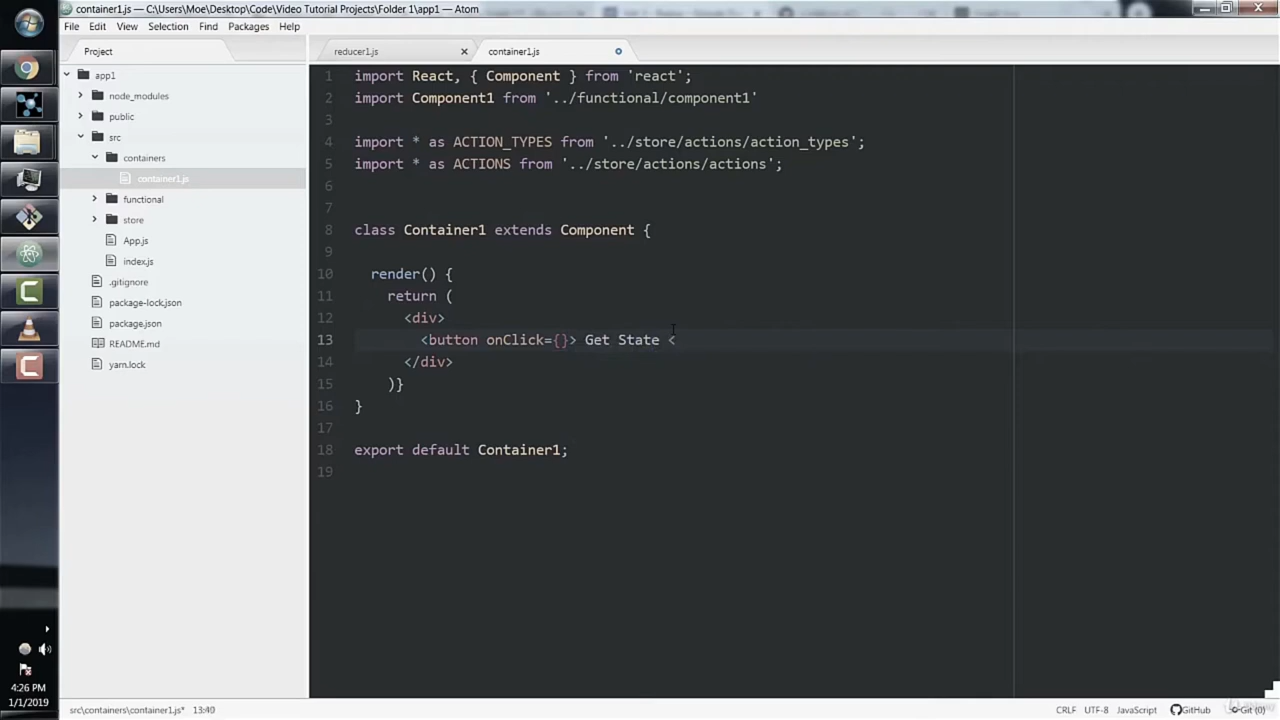 container1.js — C:\Users\Moe\Desktop\Code\Video Tutorial Projects\Folder 1\app1 — Atom
File Edit View Selection Find Packages Help
Project
reducer1.js
container1.js
app1
node_modules
public
src
containers
container1.js
functional
store
App.js
index.js
.gitignore
package-lock.json
package.json
README.md
yarn.lock
1 import React, { Component } from 'react';
2 import Component1 from '../functional/component1'
3
4 import * as ACTION_TYPES from '../store/actions/action_types';
5 import * as ACTIONS from '../store/actions/actions';
6
7
8 class Container1 extends Component {
9
10 render() {
11 return (
12 <div>
13 <button onClick={}> Get State <
14 </div>
15 )}
16 }
17
18 export default Container1;
19
4:26 PM
1/1/2019
src\containers\container1.js* 13:40
CRLF UTF-8 JavaScript GitHub Git (0)